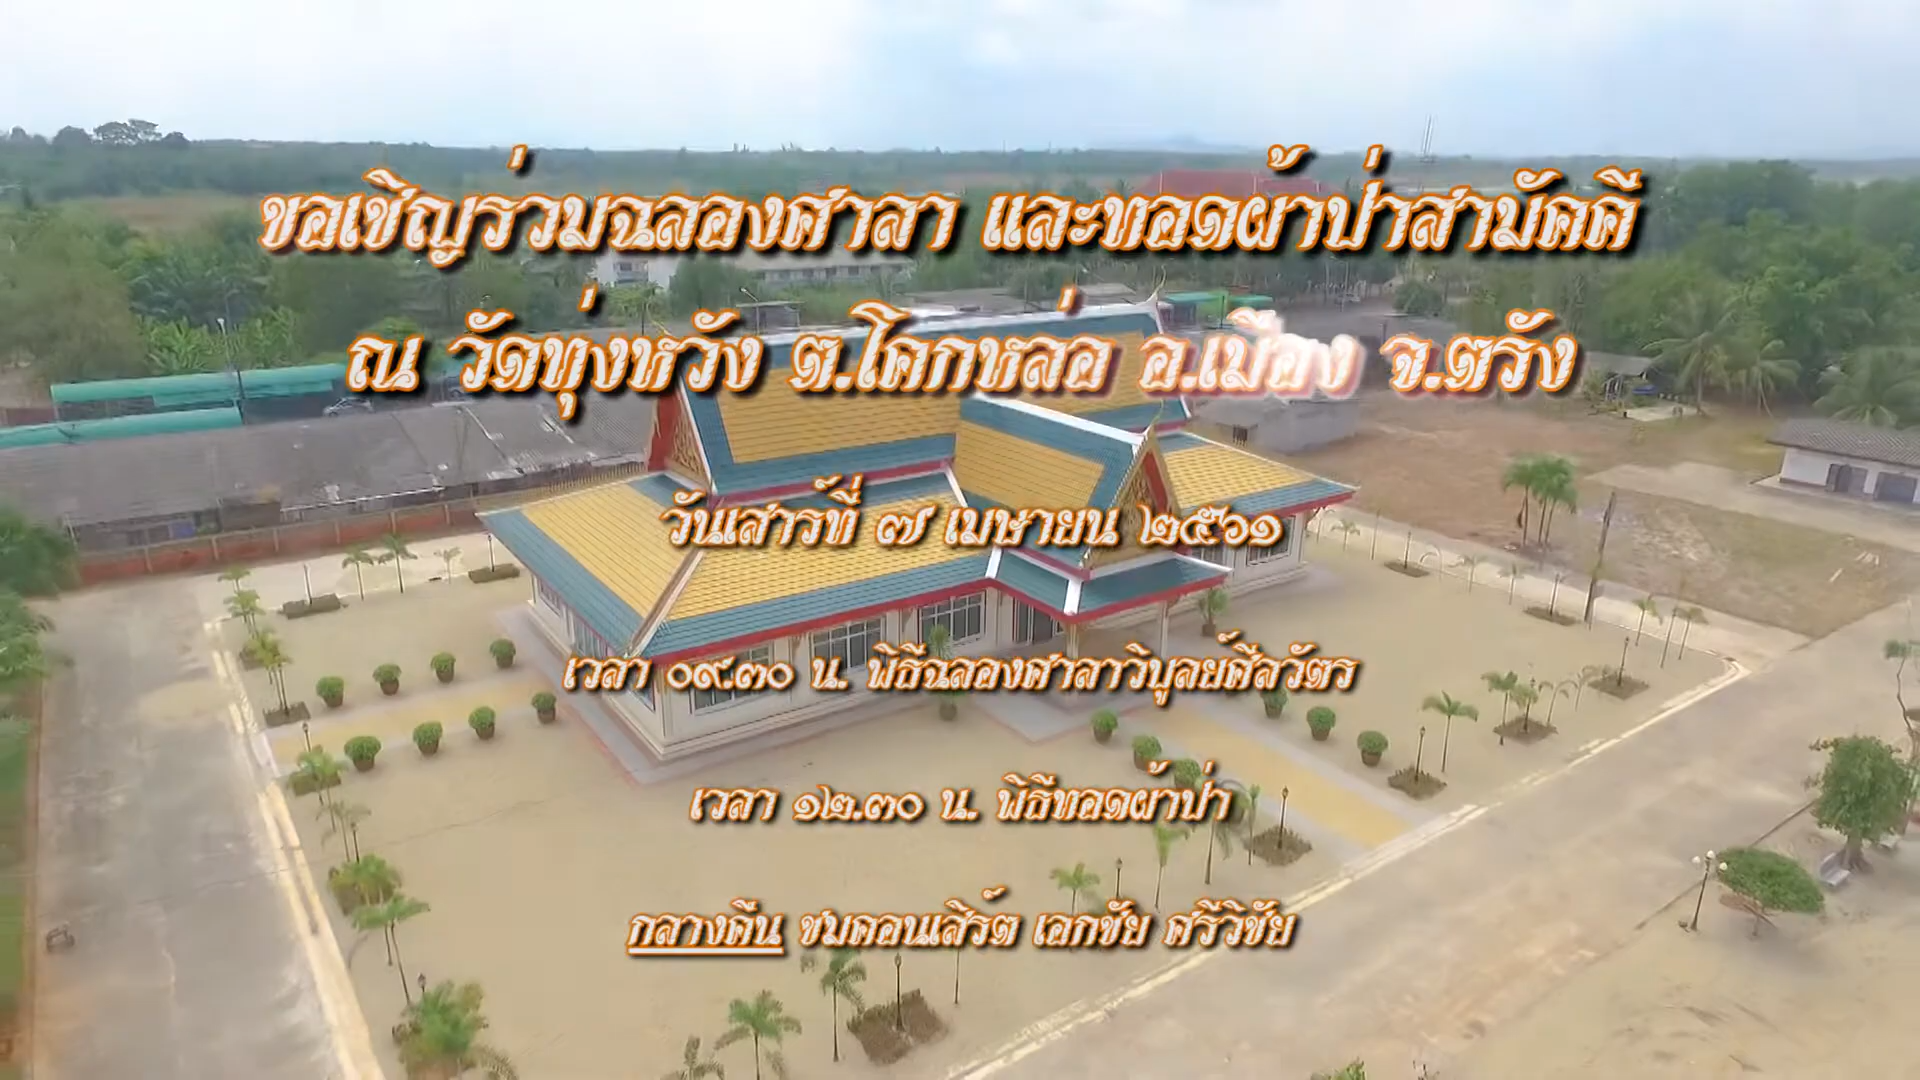 ขอเชิญร่วมฉลองศาลา และทอดผ้าป่าสามัคคี
ณ วัดทุ่งหวัง ต.โคกหล่อ อ.เมือง จ.ตรัง
วันเสาร์ที่ ๗ เมษายน ๒๕๖๑
เวลา ๐๙.๓๐ น. พิธีฉลองศาลาวิบูลย์ศีลวัตร
เวลา ๑๒.๓๐ น. พิธีทอดผ้าป่า
กลางคืน ชมคอนเสิร์ต เอกชัย ศรีวิชัย